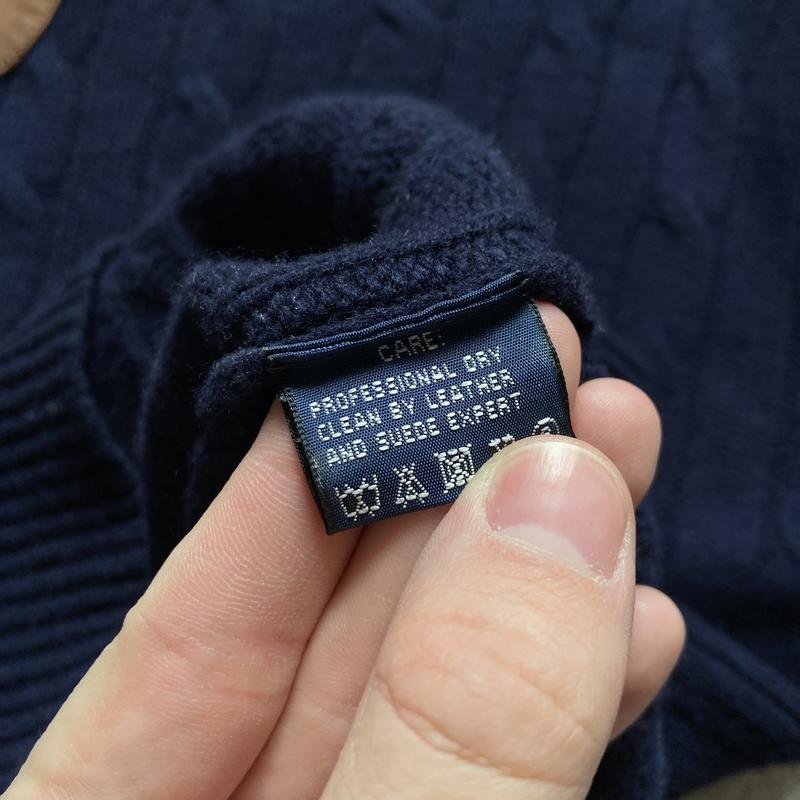 CARE:
PROFESSIONAL DRY
CLEAN BY LEATHER
AND SUEDE EXPERT